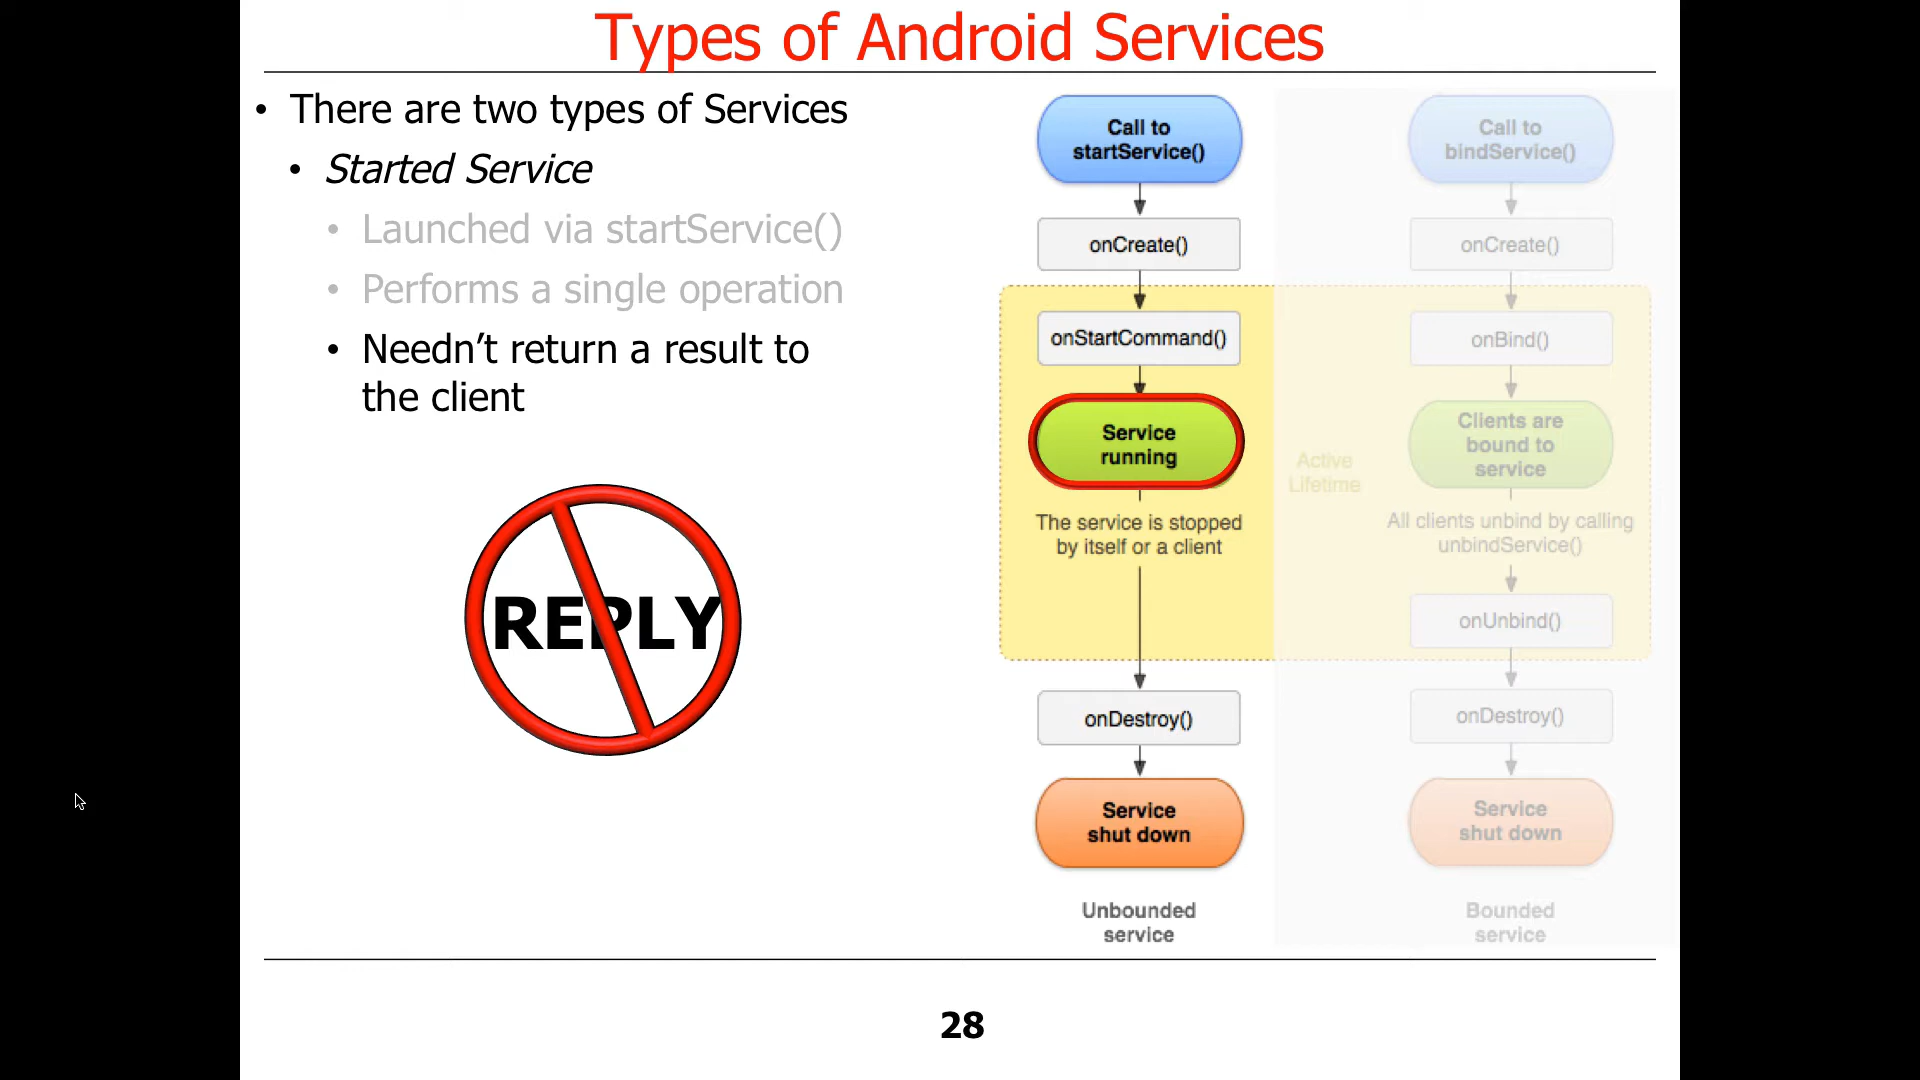 Types of Android Services
• There are two types of Services
• Started Service
• Launched via startService()
• Performs a single operation
• Needn’t return a result to
the client
REPLY
Call to
startService()
onCreate()
onStartCommand()
Service
running
The service is stopped
by itself or a client
onDestroy()
Service
shut down
Unbounded
service
Active
Lifetime
Call to
bindService()
onCreate()
onBind()
Clients are
bound to
service
All clients unbind by calling
unbindService()
onUnbind()
onDestroy()
Service
shut down
Bounded
service
28